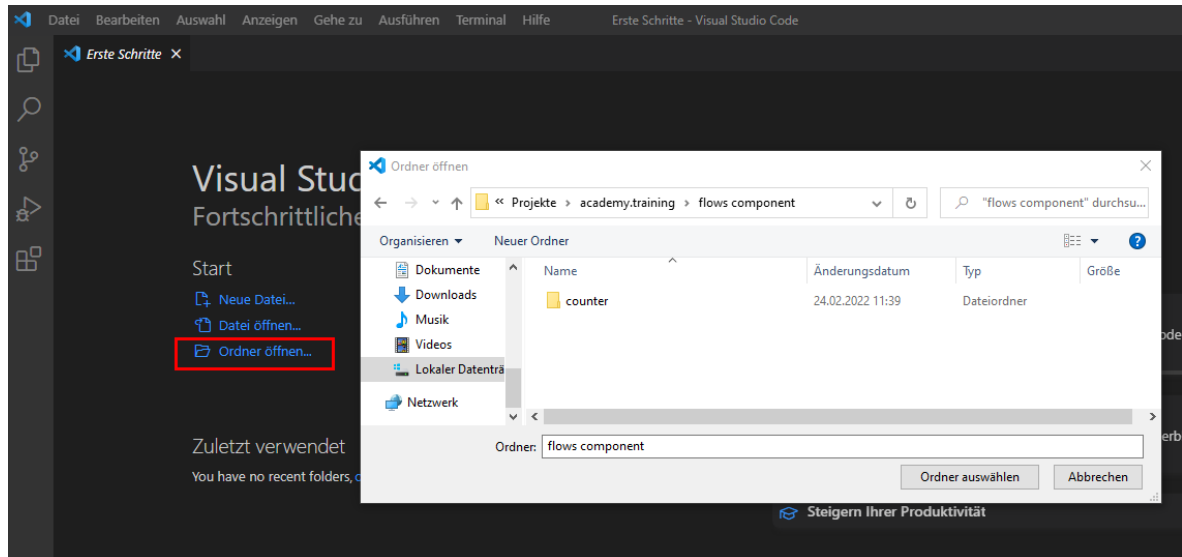 Datei Bearbeiten Auswahl Anzeigen Gehe zu Ausführen Terminal Hilfe Erste Schritte - Visual Studio Code
Erste Schritte
Visual Stud
Fortschrittliche
Start
Neue Datei...
Datei öffnen...
Ordner öffnen...
Zuletzt verwendet
You have no recent folders,
Ordner öffnen
« Projekte › academy.training › flows component
"flows component" durchsu...
Organisieren Neuer Ordner
Name Änderungsdatum Typ Größe
Dokumente
Downloads
Musik
Videos
Lokaler Datenträ
Netzwerk
counter 24.02.2022 11:39 Dateiordner
Ordner: flows component
Ordner auswählen Abbrechen
Steigern Ihrer Produktivität